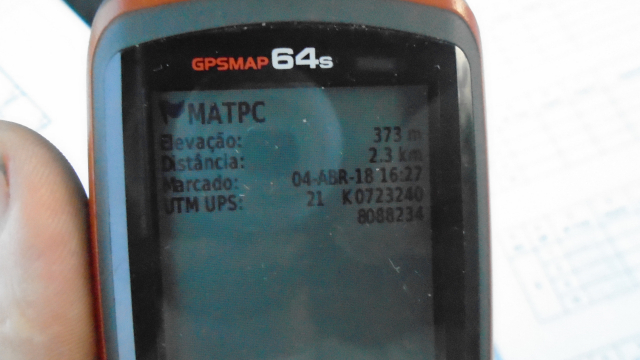 GPSMAP 64s
MATPC
Elevação: 373 m
Distância: 2.3 km
Marcado: 04-ABR-18 16:27
UTM UPS: 21 K 0723240
8088234